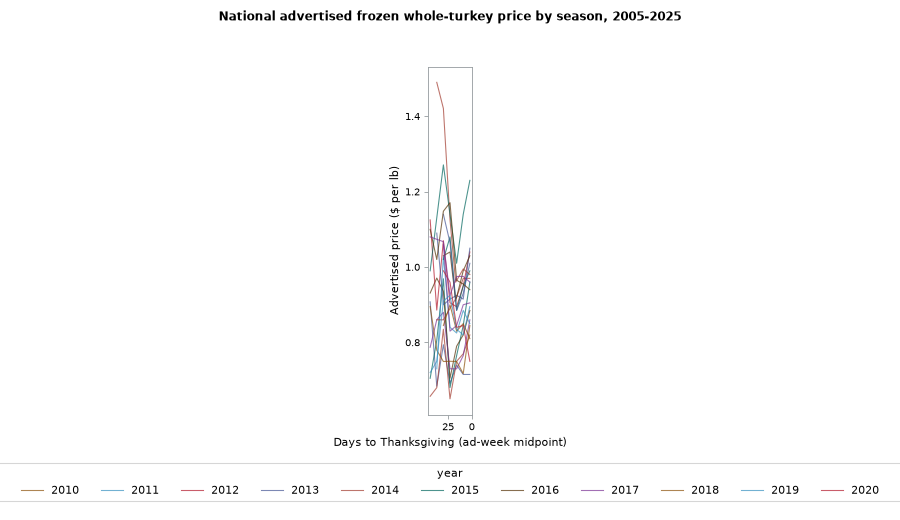 National advertised frozen whole-turkey price by season, 2005-2025
1.4
1.2
1.0
0.8
Advertised price ($ per lb)
25 0
Days to Thanksgiving (ad-week midpoint)
year
2010 2011 2012 2013 2014 2015 2016 2017 2018 2019 2020